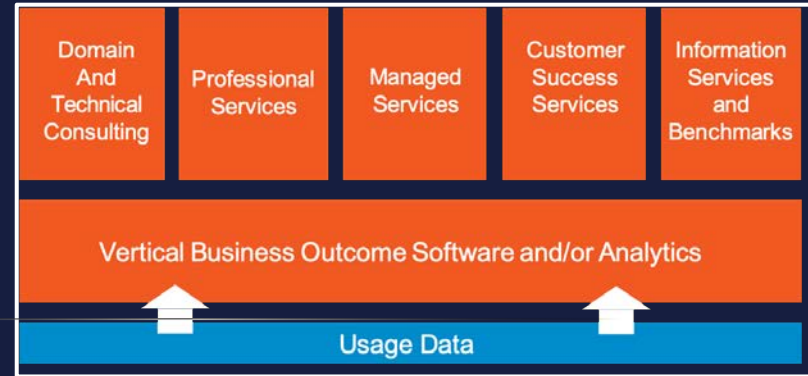 Domain
And
Technical
Consulting
Professional
Services
Managed
Services
Customer
Success
Services
Information
Services
and
Benchmarks
Vertical Business Outcome Software and/or Analytics
Usage Data